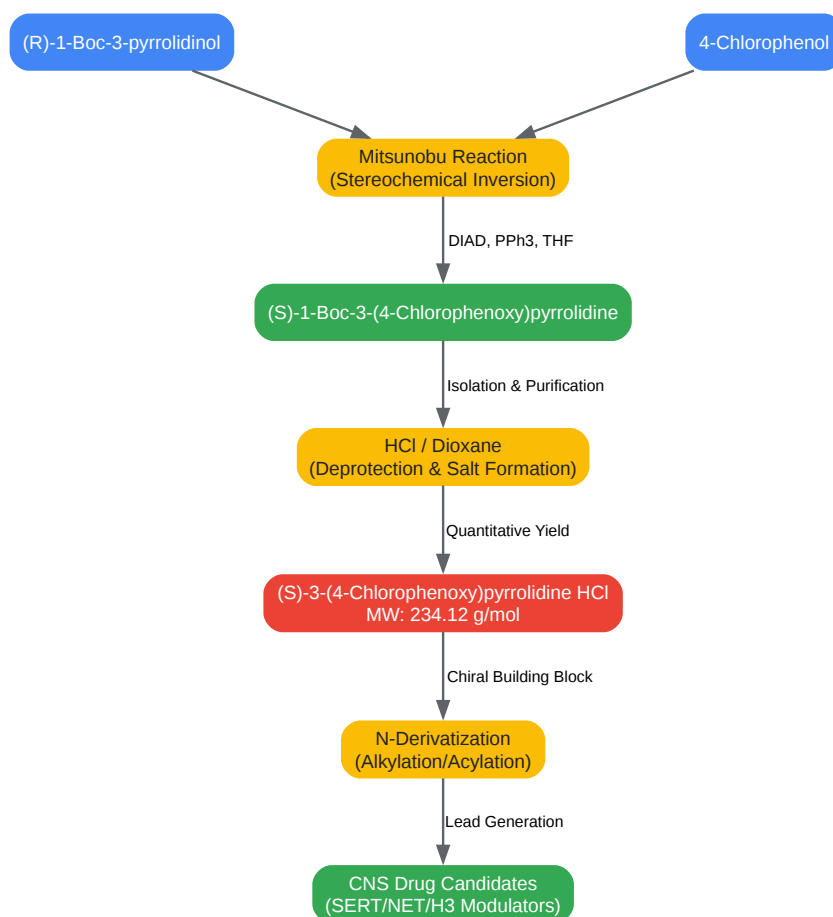 (R)-1-Boc-3-pyrrolidinol
4-Chlorophenol
Mitsunobu Reaction
(Stereochemical Inversion)
DIAD, PPh3, THF
(S)-1-Boc-3-(4-Chlorophenoxy)pyrrolidine
Isolation & Purification
HCl / Dioxane
(Deprotection & Salt Formation)
Quantitative Yield
(S)-3-(4-Chlorophenoxy)pyrrolidine HCl
MW: 234.12 g/mol
Chiral Building Block
N-Derivatization
(Alkylation/Acylation)
Lead Generation
CNS Drug Candidates
(SERT/NET/H3 Modulators)